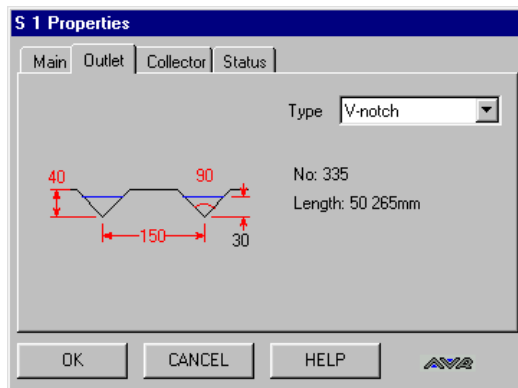 S 1 Properties
Main Outlet Collector Status
Type V-notch
40 90
No: 335
Length: 50 265mm
150 30
OK CANCEL HELP AVR